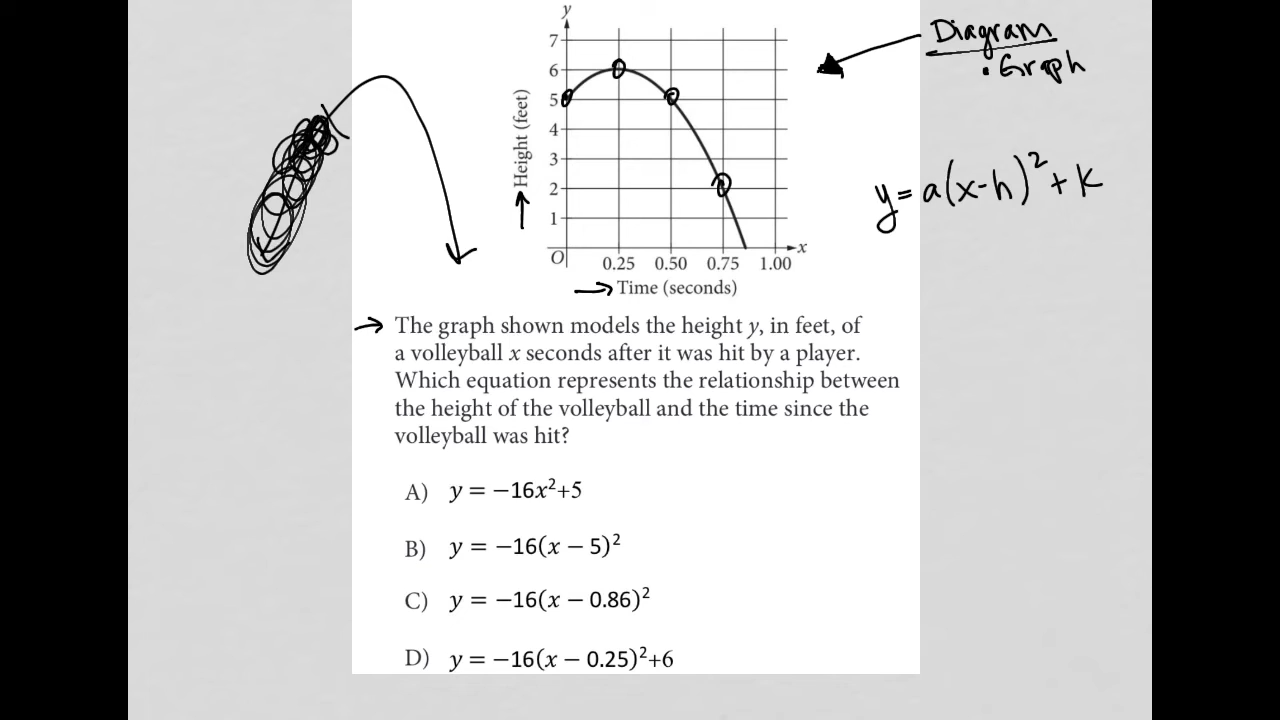 y
7
6
5
4
3
2
1
O
0.25 0.50 0.75 1.00
x
Height (feet)
Time (seconds)
Diagram
• Graph
y = a(x-h)² + k
The graph shown models the height y, in feet, of
a volleyball x seconds after it was hit by a player.
Which equation represents the relationship between
the height of the volleyball and the time since the
volleyball was hit?
A) y = −16x²+5
B) y = −16(x − 5)²
C) y = −16(x − 0.86)²
D) y = −16(x − 0.25)²+6